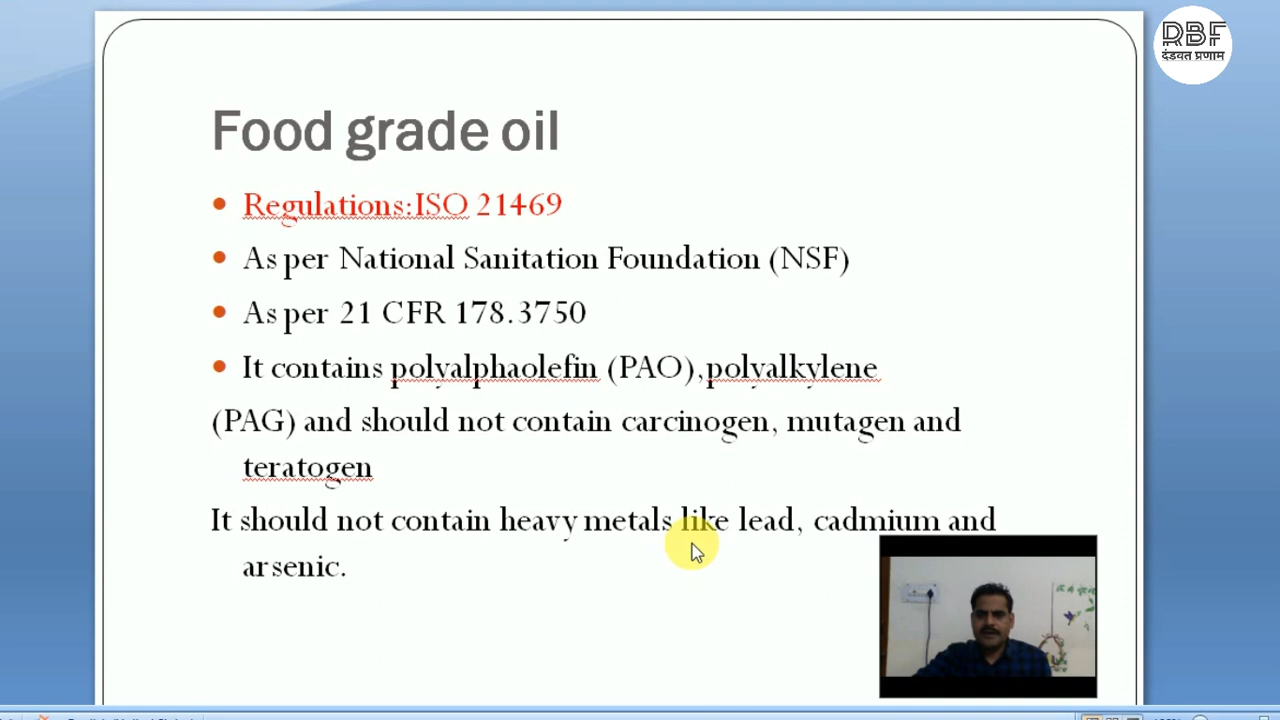 RBF
दंडवत प्रणाम
Food grade oil
Regulations:ISO 21469
As per National Sanitation Foundation (NSF)
As per 21 CFR 178.3750
It contains polyalphaolefin (PAO),polyalkylene
(PAG) and should not contain carcinogen, mutagen and
teratogen
It should not contain heavy metals like lead, cadmium and
arsenic.